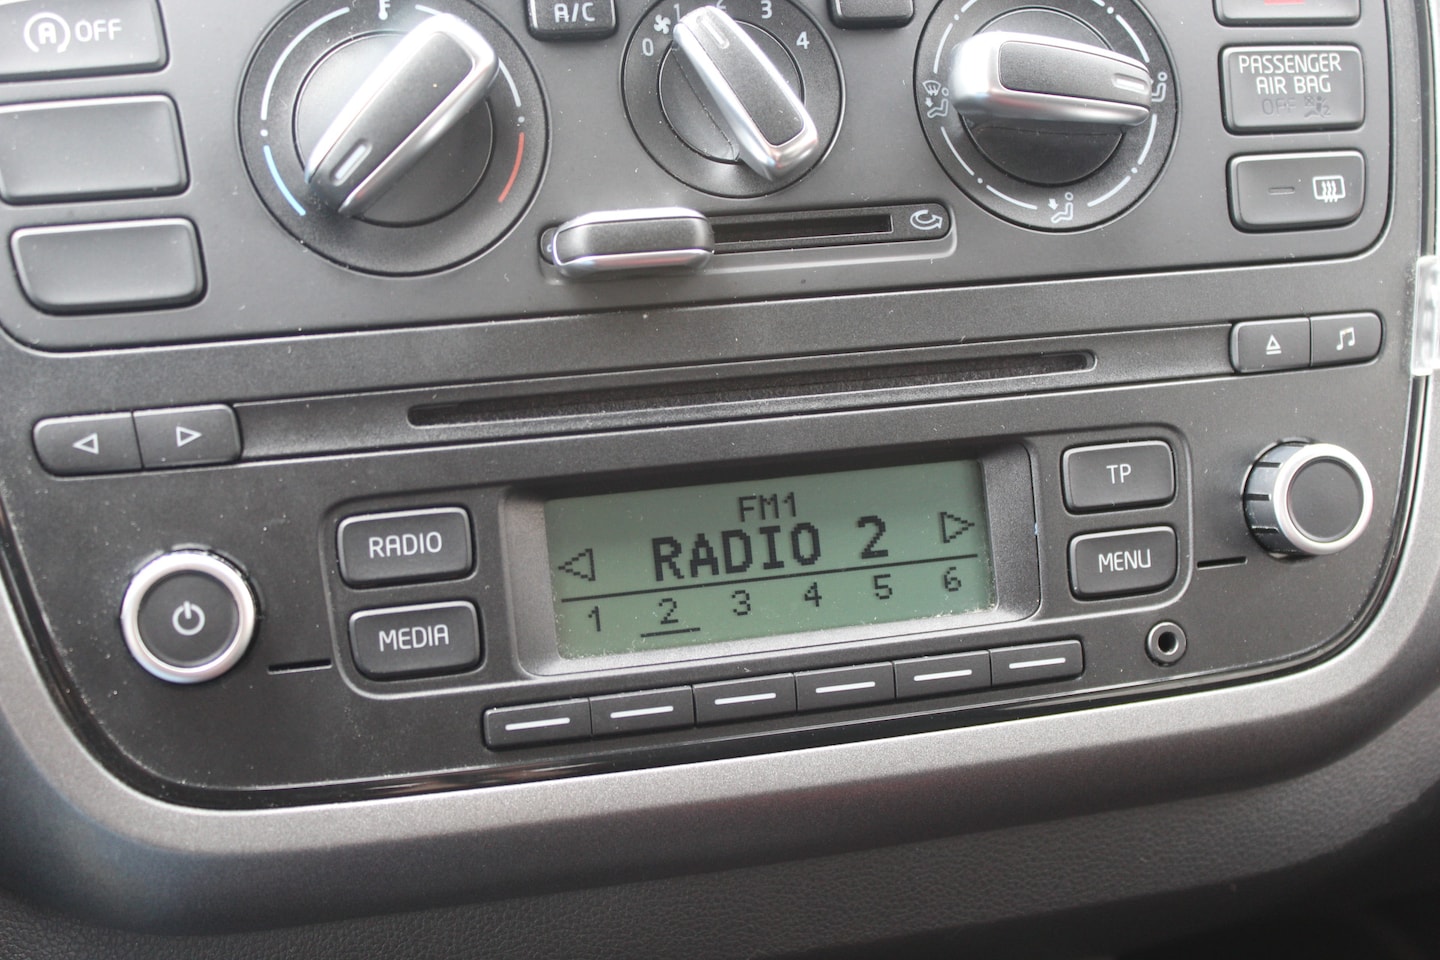 A OFF
A/C
0 1 2 3 4
PASSENGER
AIR BAG
OFF
FM1
RADIO 2
1 2 3 4 5 6
RADIO
MEDIA
TP
MENU